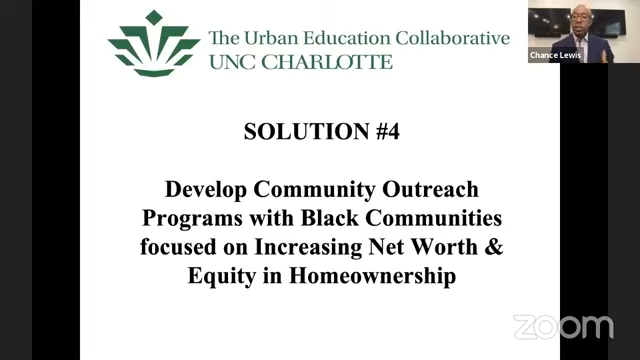 The Urban Education Collaborative
UNC CHARLOTTE
Chance Lewis
SOLUTION #4
Develop Community Outreach
Programs with Black Communities
focused on Increasing Net Worth &
Equity in Homeownership
zoom